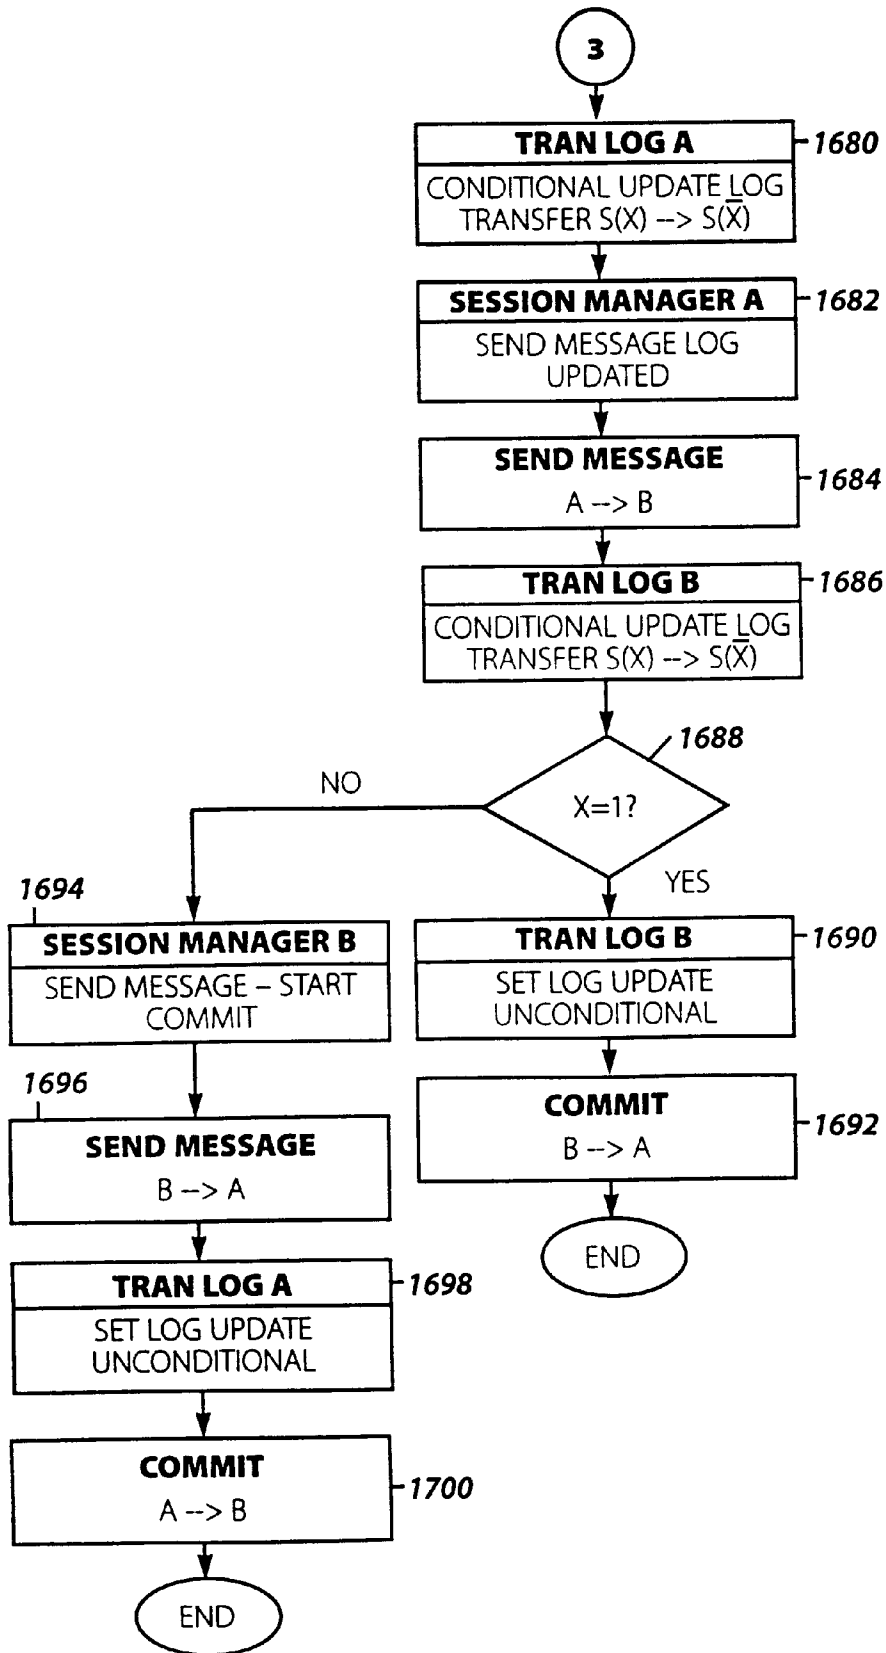 3
TRAN LOG A
1680
CONDITIONAL UPDATE LOG
TRANSFER S(X) --> S(X̅)
SESSION MANAGER A
1682
SEND MESSAGE LOG
UPDATED
SEND MESSAGE
1684
A --> B
TRAN LOG B
1686
CONDITIONAL UPDATE LOG
TRANSFER S(X) --> S(X̅)
1688
X=1?
NO
YES
1694
SESSION MANAGER B
SEND MESSAGE – START
COMMIT
TRAN LOG B
1690
SET LOG UPDATE
UNCONDITIONAL
1696
SEND MESSAGE
B --> A
COMMIT
1692
B --> A
END
TRAN LOG A
1698
SET LOG UPDATE
UNCONDITIONAL
COMMIT
1700
A --> B
END